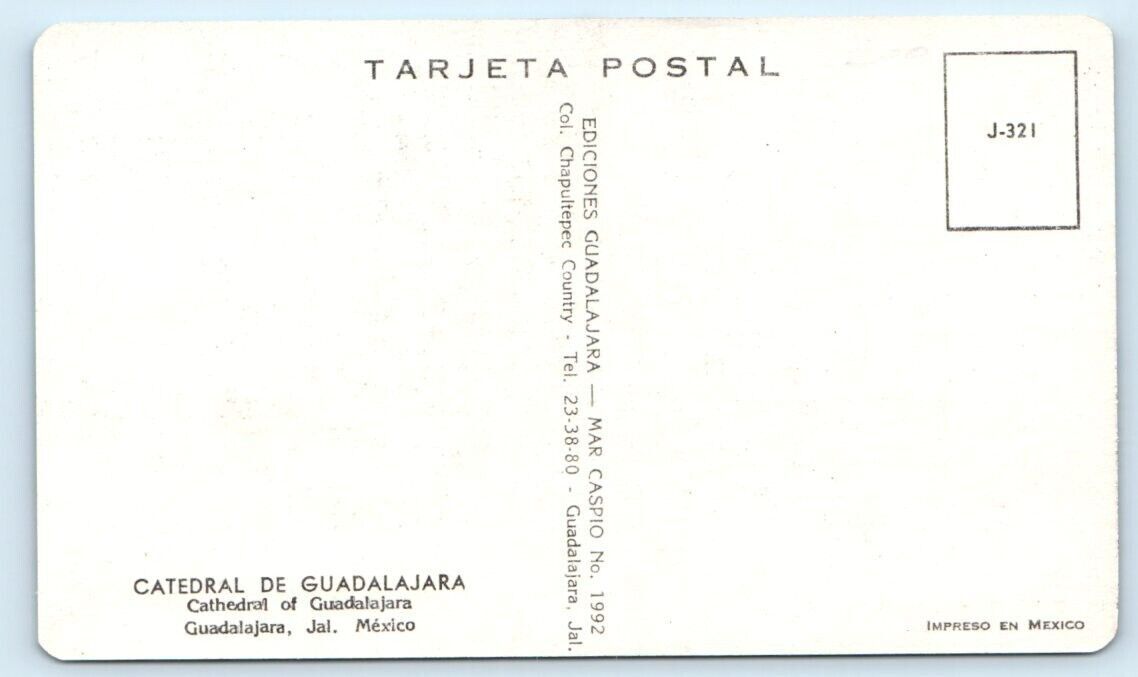 TARJETA POSTAL
J-321
EDICIONES GUADALAJARA — MAR CASPIO No. 1992
Col. Chapultepec Country - Tel. 23-38-80 - Guadalajara, Jal.
CATEDRAL DE GUADALAJARA
Cathedral of Guadalajara
Guadalajara, Jal. México
IMPRESO EN MEXICO